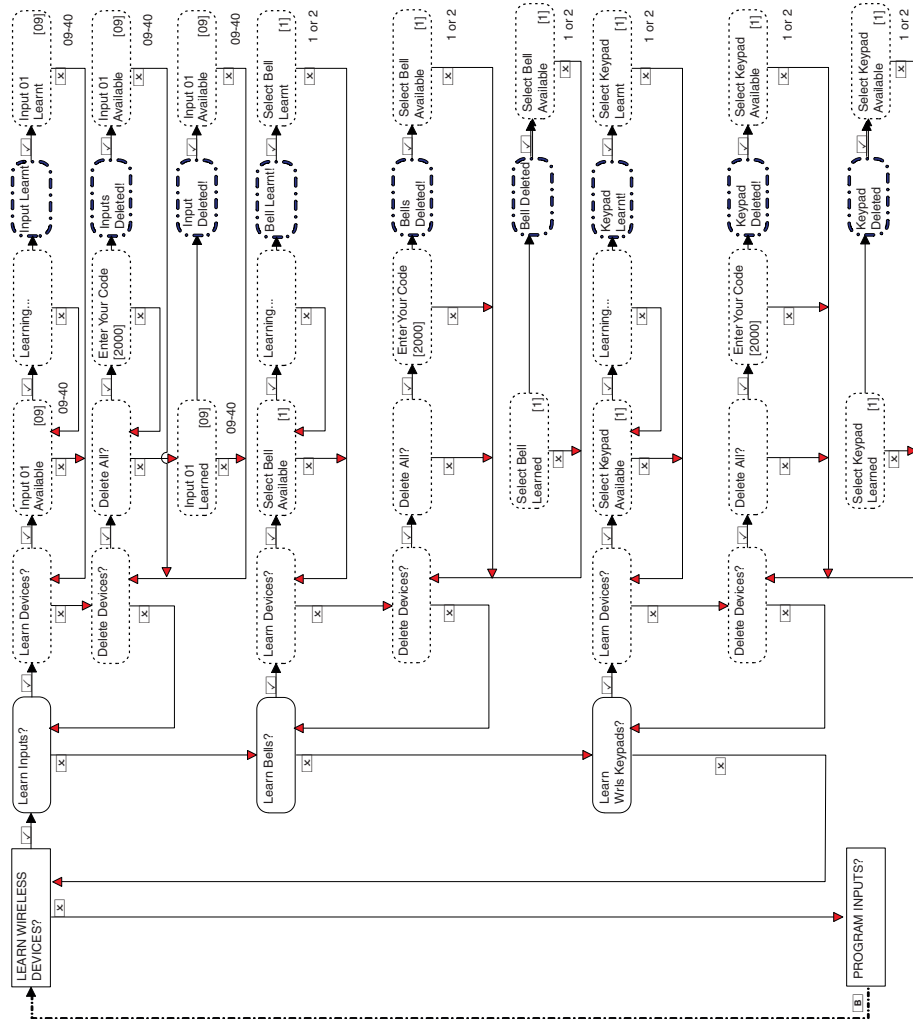 LEARN WIRELESS
DEVICES?
✓
Learn Inputs?
✓
Learn Devices?
✓
Input 01
Available
[09]
09-40
✓
Learning...
✓
Input Learnt!
✓
Input 01
Learnt
[09]
09-40
X
X
X
X
X
X
Delete Devices?
✓
Delete All?
✓
Enter Your Code
[2000]
✓
Inputs
Deleted!
✓
Input 01
Available
[09]
09-40
X
X
X
X
Input 01
Learned
[09]
09-40
Input
Deleted!
✓
Input 01
Available
[09]
09-40
X
X
Learn Bells?
✓
Learn Devices?
✓
Select Bell
Available
[1]
✓
Learning...
✓
Bell Learnt!
✓
Select Bell
Learnt
[1]
1 or 2
X
X
X
X
X
Delete Devices?
✓
Delete All?
✓
Enter Your Code
[2000]
✓
Bells
Deleted!
✓
Select Bell
Available
[1]
1 or 2
X
X
X
X
Select Bell
Learned
[1]
Bell Deleted
✓
Select Bell
Available
[1]
1 or 2
X
X
Learn
Wrls Keypads?
✓
Learn Devices?
✓
Select Keypad
Available
[1]
✓
Learning...
✓
Keypad
Learnt!
✓
Select Keypad
Learnt
[1]
1 or 2
X
X
X
X
X
Delete Devices?
✓
Delete All?
✓
Enter Your Code
[2000]
✓
Keypad
Deleted!
✓
Select Keypad
Available
[1]
1 or 2
X
X
X
X
B
PROGRAM INPUTS?
Select Keypad
Learned
[1]
Keypad
Deleted
✓
Select Keypad
Available
[1]
1 or 2
X
X